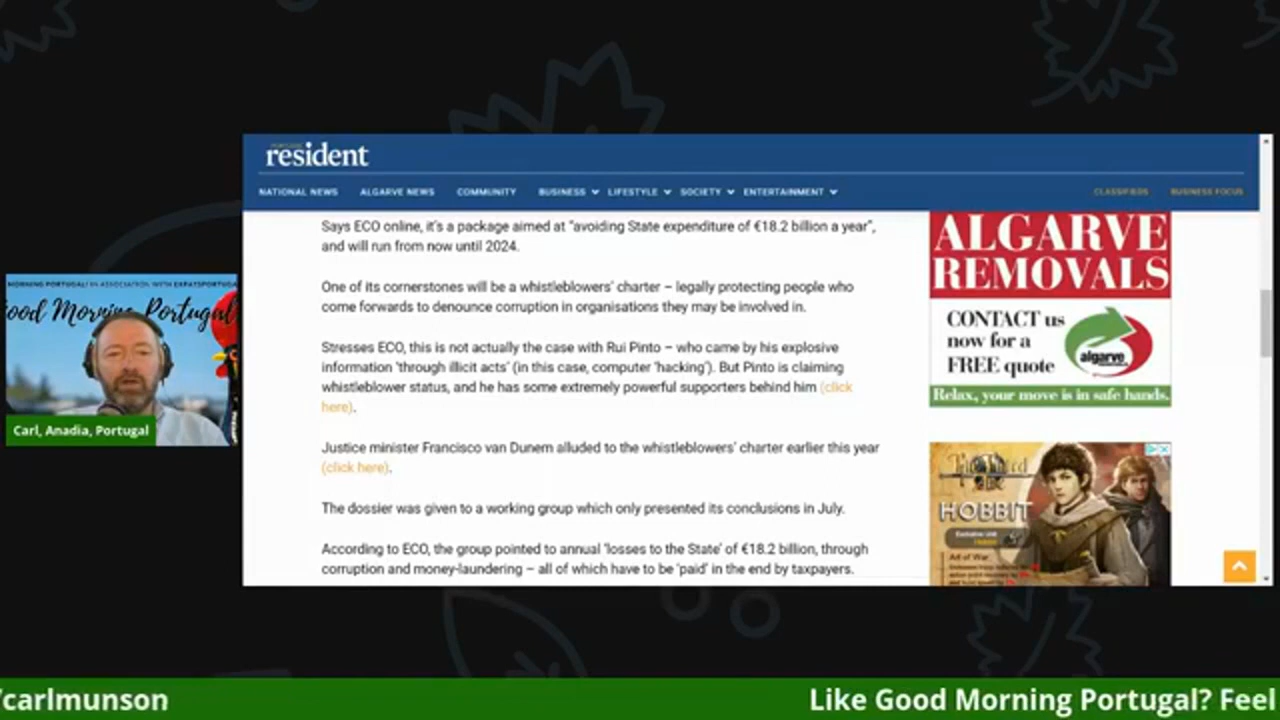 resident
NATIONAL NEWS ALGARVE NEWS COMMUNITY BUSINESS LIFESTYLE SOCIETY ENTERTAINMENT CLASSIFIEDS BUSINESS FOCUS
Says ECO online, it's a package aimed at "avoiding State expenditure of €18.2 billion a year",
and will run from now until 2024.
One of its cornerstones will be a whistleblowers' charter – legally protecting people who
come forwards to denounce corruption in organisations they may be involved in.
Stresses ECO, this is not actually the case with Rui Pinto – who came by his explosive
information 'through illicit acts' (in this case, computer 'hacking'). But Pinto is claiming
whistleblower status, and he has some extremely powerful supporters behind him (click
here).
Justice minister Francisco van Dunem alluded to the whistleblowers' charter earlier this year
(click here).
The dossier was given to a working group which only presented its conclusions in July.
According to ECO, the group pointed to annual 'losses to the State' of €18.2 billion, through
corruption and money-laundering – all of which have to be 'paid' in the end by taxpayers.
ALGARVE
REMOVALS
CONTACT us
now for a
FREE quote
algarve
Relax, your move is in safe hands.
HOBBIT
Art of War
MORNING PORTUGAL! IN ASSOCIATION WITH EXPATSPORTUGA
ood Morning Portugal
Carl, Anadia, Portugal
/carlmunson
Like Good Morning Portugal? Feel